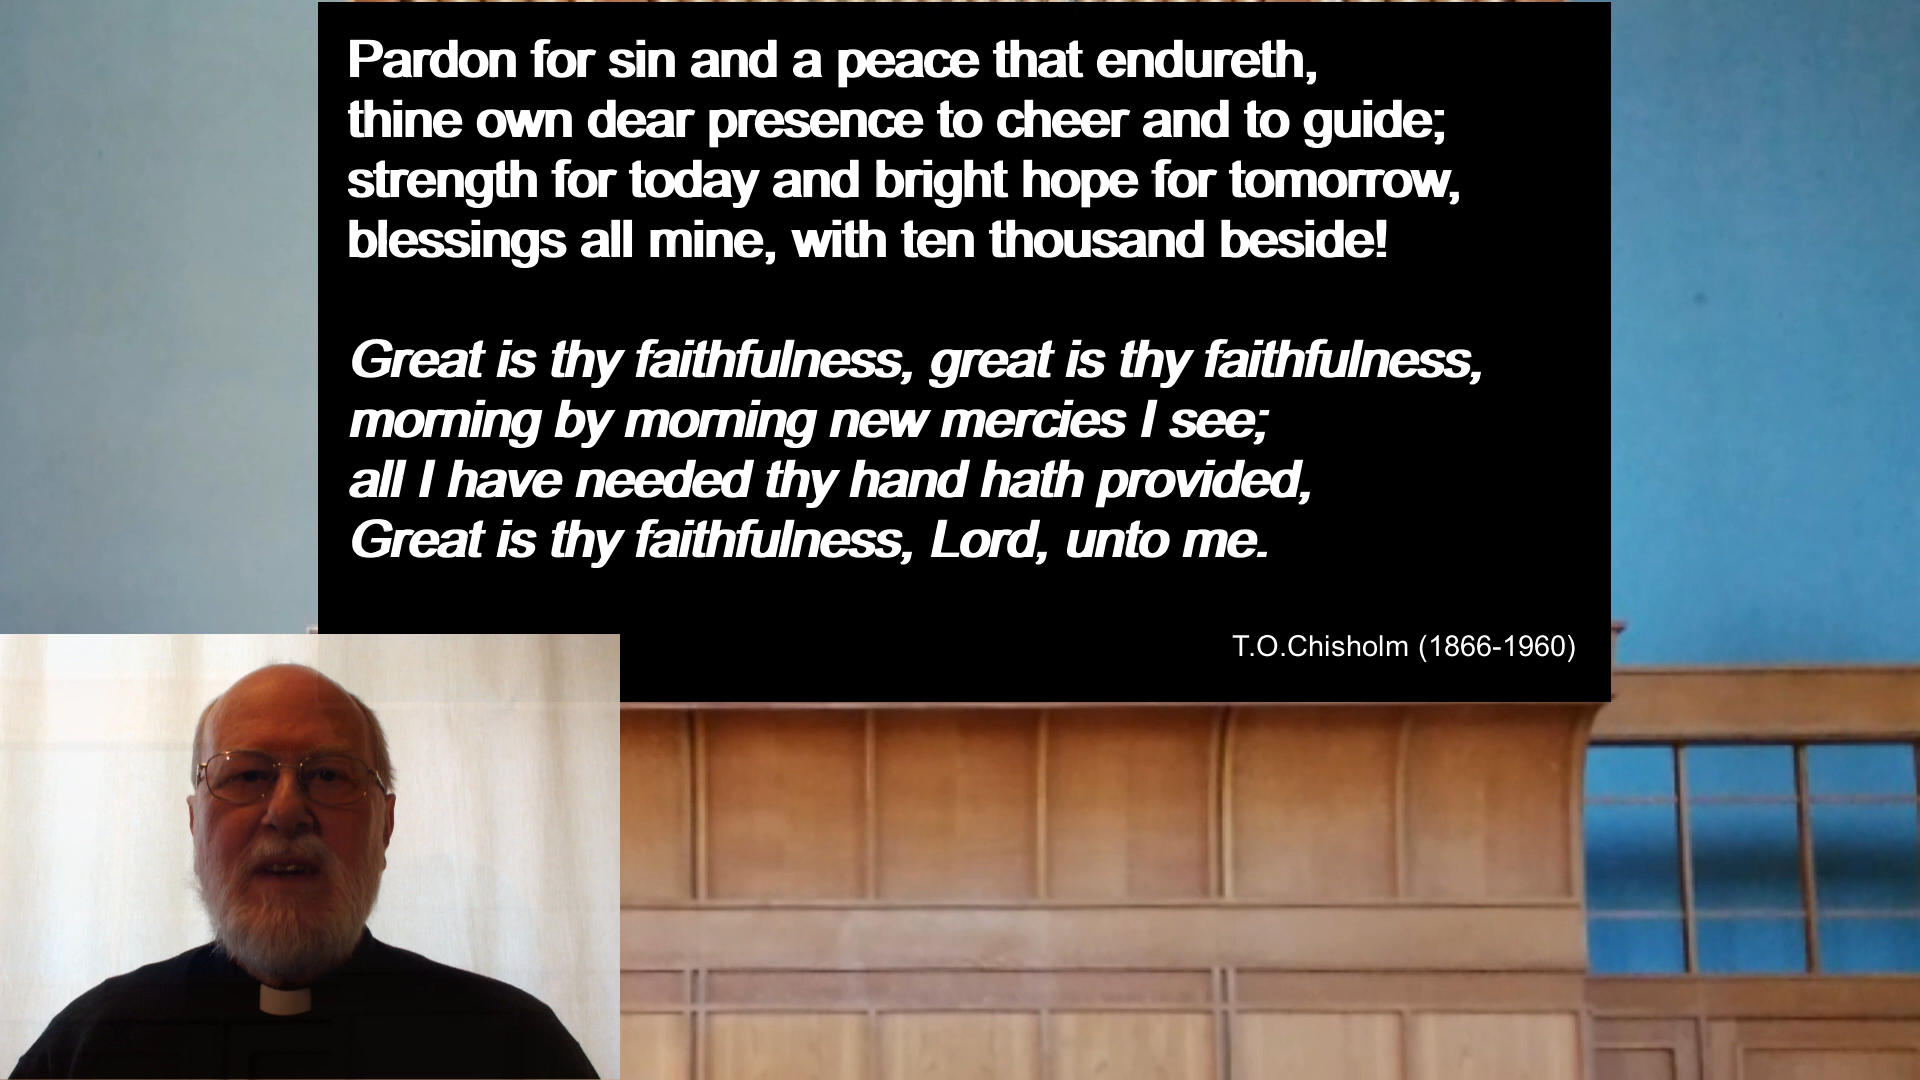 Pardon for sin and a peace that endureth,
thine own dear presence to cheer and to guide;
strength for today and bright hope for tomorrow,
blessings all mine, with ten thousand beside!
Great is thy faithfulness, great is thy faithfulness,
morning by morning new mercies I see;
all I have needed thy hand hath provided,
Great is thy faithfulness, Lord, unto me.
T.O.Chisholm (1866-1960)